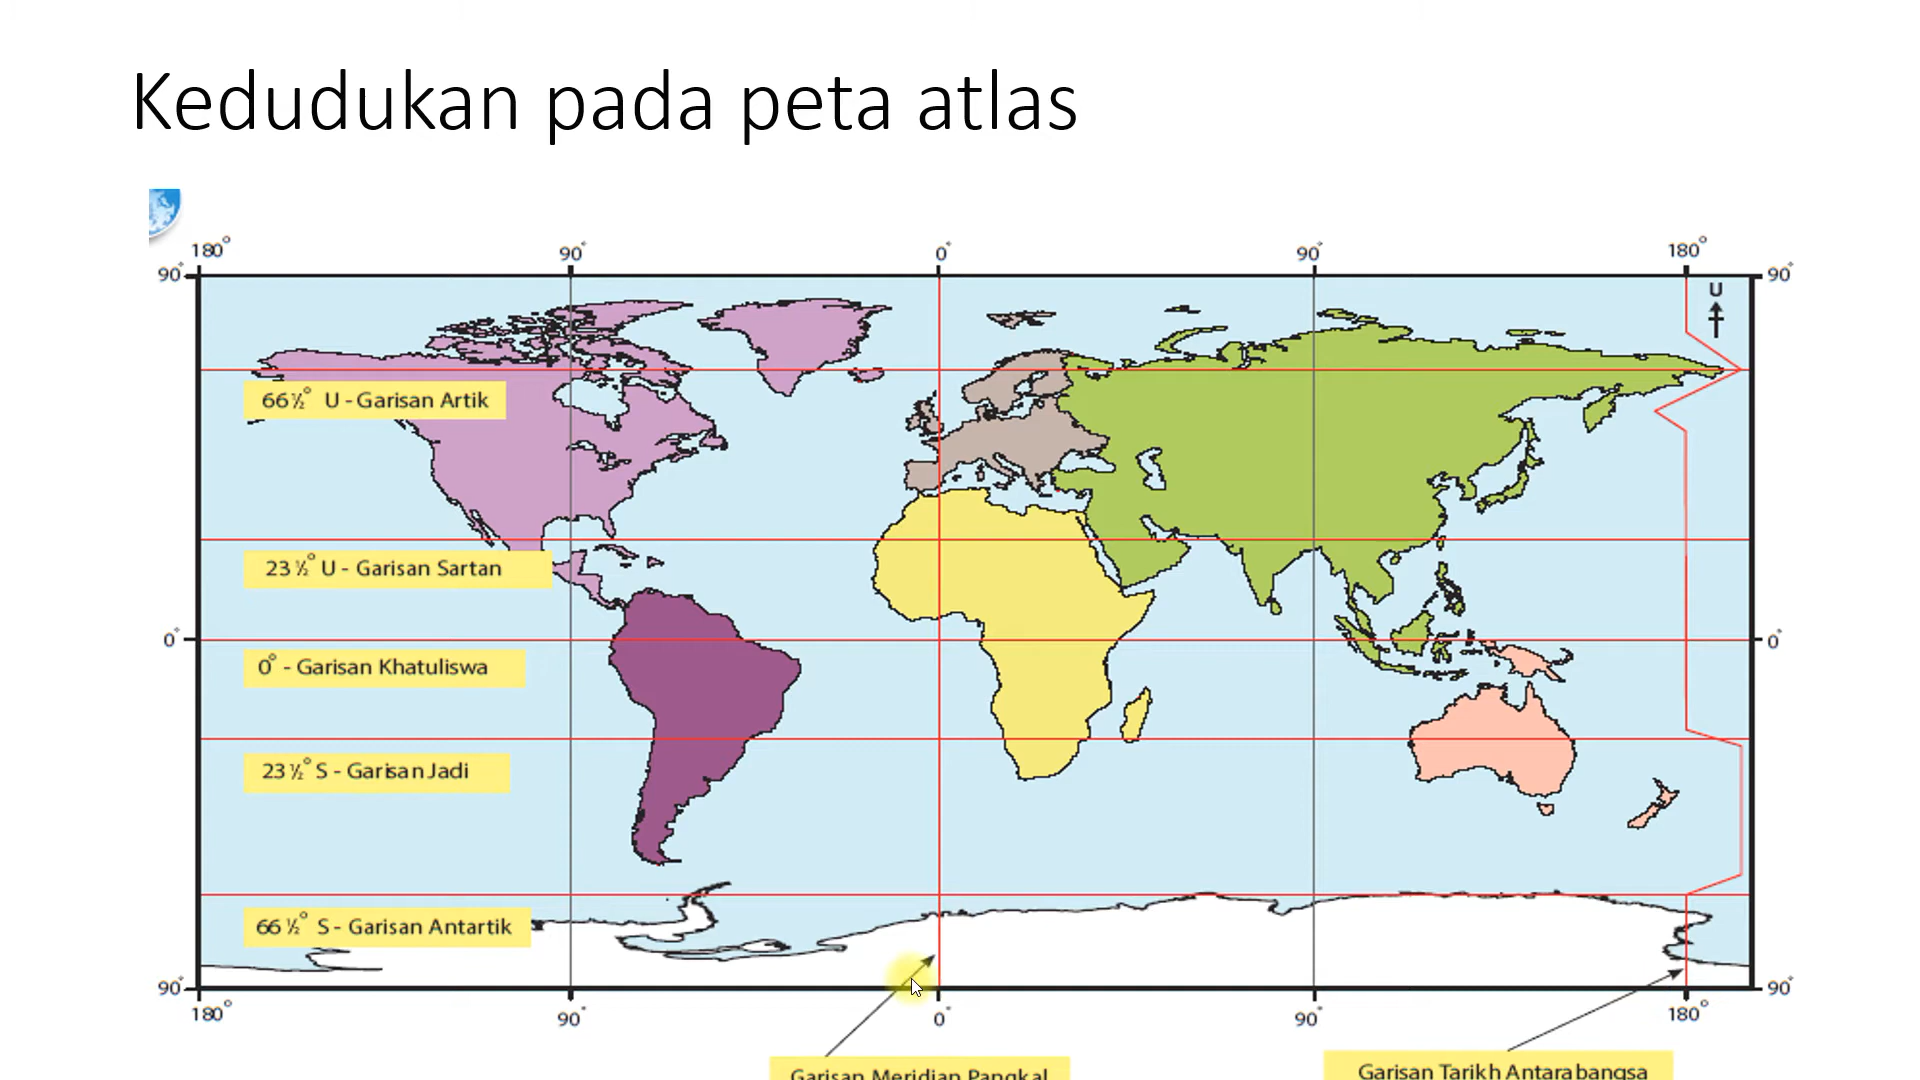 Kedudukan pada peta atlas
180° 90° 0° 90° 180°
90° 90°
U
66½° U - Garisan Artik
23½° U - Garisan Sartan
0° 0°
0° - Garisan Khatuliswa
23½° S - Garisan Jadi
66½° S - Garisan Antartik
90° 90°
180° 90° 0° 90° 180°
Garisan Meridian Pangkal
Garisan Tarikh Antarabangsa